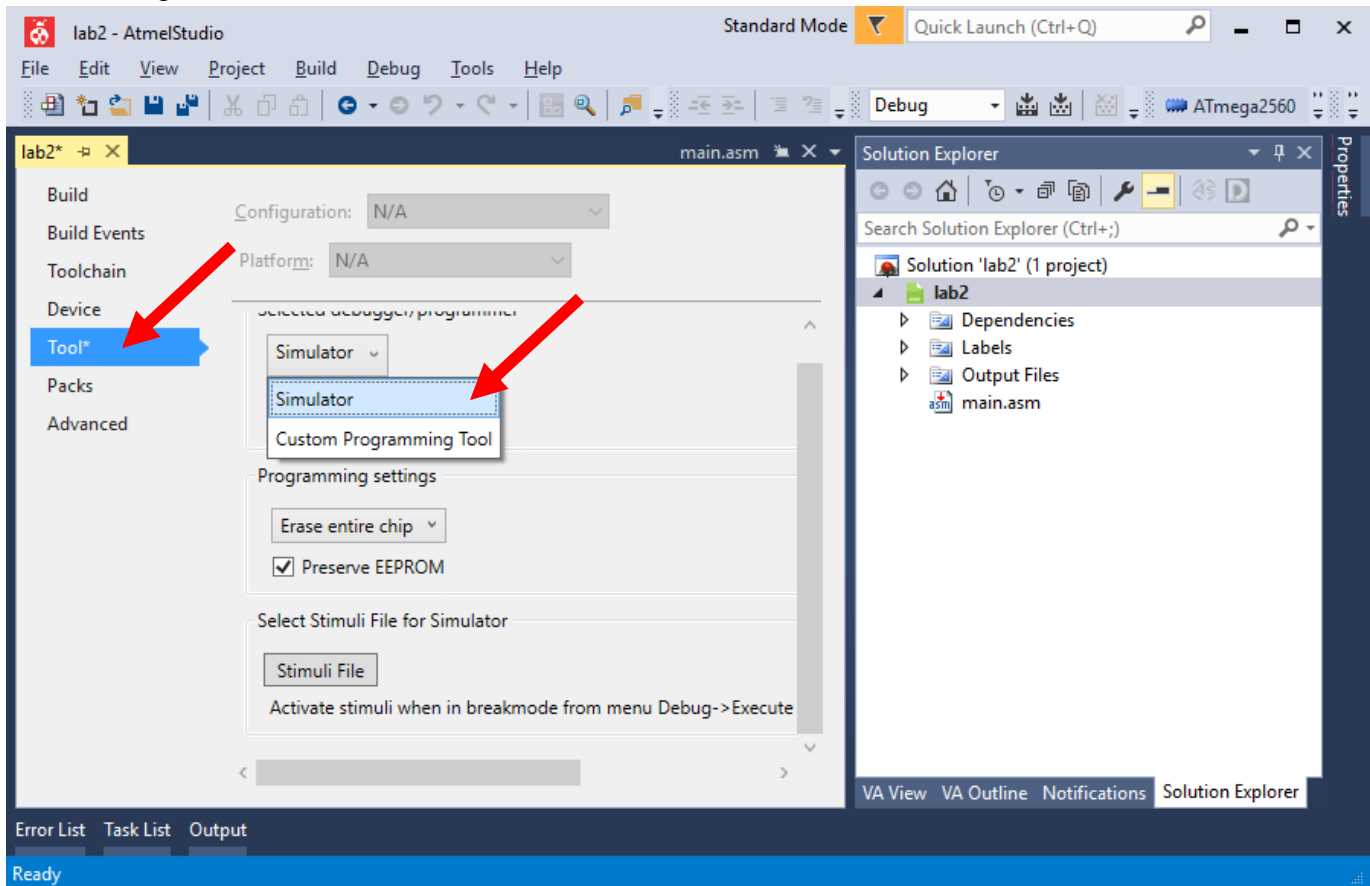 lab2 - AtmelStudio
Standard Mode
Quick Launch (Ctrl+Q)
File Edit View Project Build Debug Tools Help
Debug
ATmega2560
lab2*
main.asm
Build
Build Events
Toolchain
Device
Tool*
Packs
Advanced
Configuration: N/A
Platform: N/A
Selected debugger/programmer
Simulator
Simulator
Custom Programming Tool
Programming settings
Erase entire chip
Preserve EEPROM
Select Stimuli File for Simulator
Stimuli File
Activate stimuli when in breakmode from menu Debug->Execute
Solution Explorer
Search Solution Explorer (Ctrl+;)
Solution 'lab2' (1 project)
lab2
Dependencies
Labels
Output Files
asm main.asm
VA View VA Outline Notifications Solution Explorer
Properties
Error List Task List Output
Ready